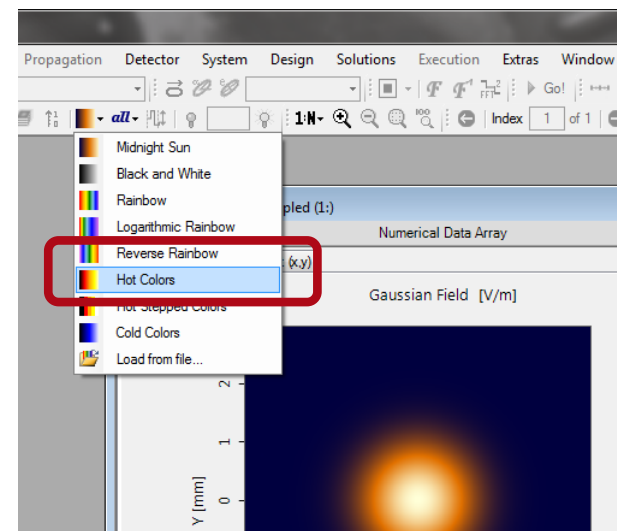 Propagation Detector System Design Solutions Execution Extras Window
Go!
all 1:N 100 Index 1 of 1
Midnight Sun
Black and White
Rainbow
Logarithmic Rainbow
Reverse Rainbow
Hot Colors
Hot Stepped Colors
Cold Colors
Load from file...
pled (1:)
Numerical Data Array
(x,y)
Gaussian Field [V/m]
2
1
0
Y [mm]